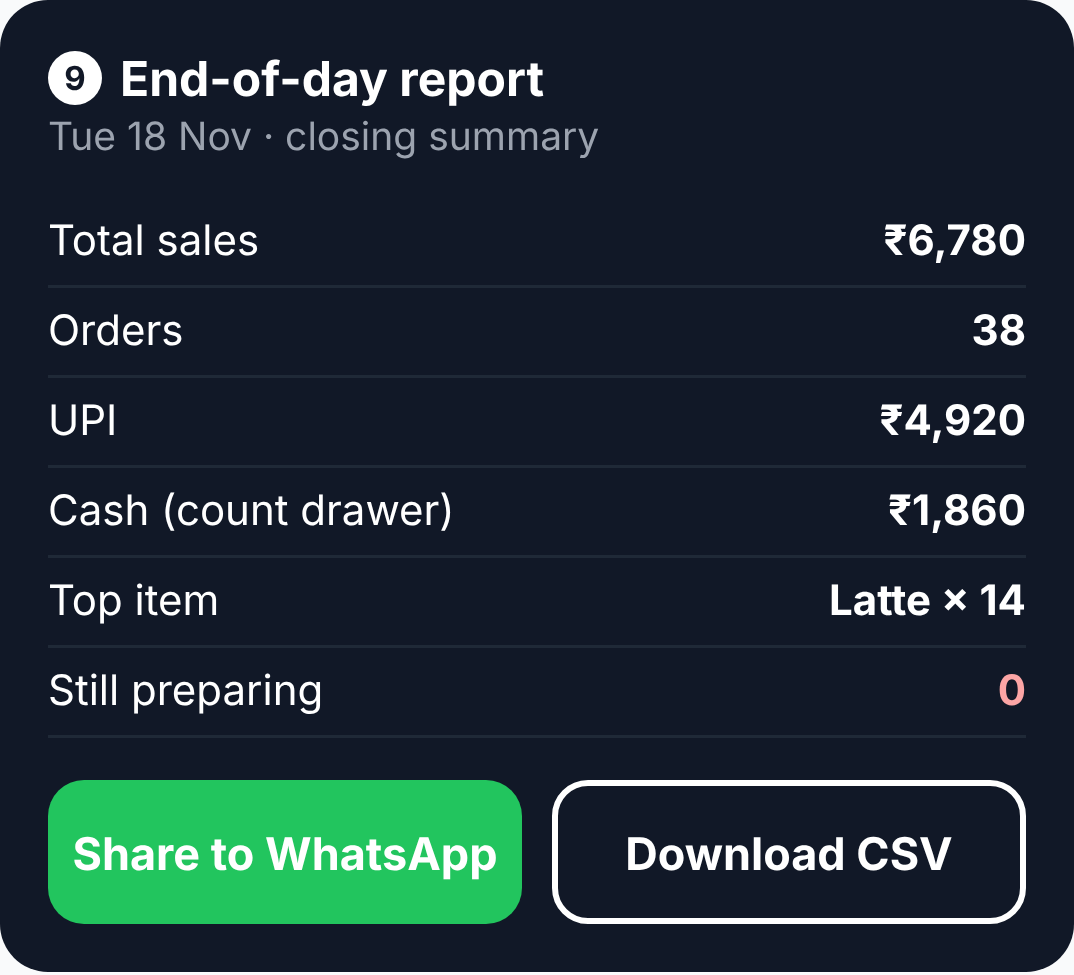 9 End-of-day report
Tue 18 Nov · closing summary
Total sales ₹6,780
Orders 38
UPI ₹4,920
Cash (count drawer) ₹1,860
Top item Latte × 14
Still preparing 0
Share to WhatsApp Download CSV